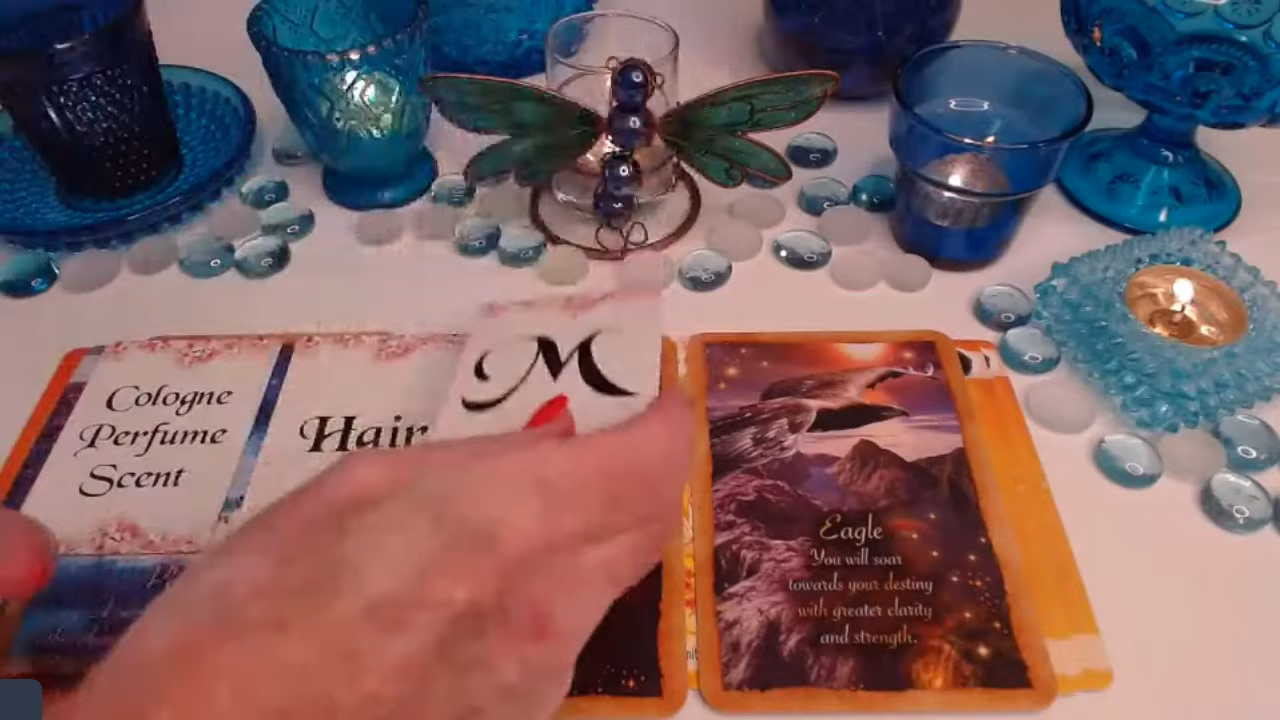 Cologne
Perfume
Scent
Hair
M
Eagle
You will soar
towards your destiny
with greater clarity
and strength.